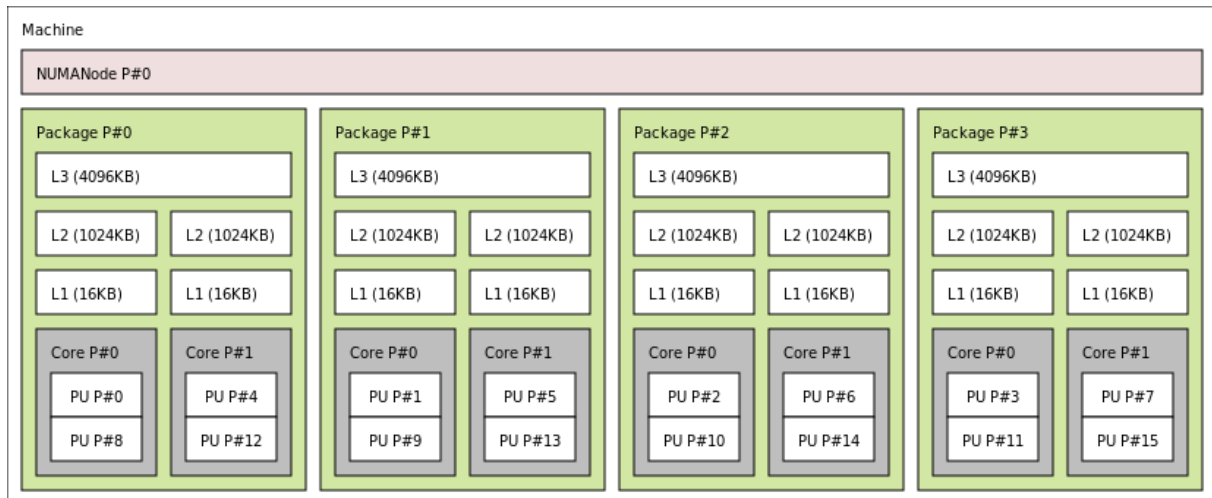 Machine
NUMANode P#0
Package P#0 Package P#1 Package P#2 Package P#3
L3 (4096KB) L3 (4096KB) L3 (4096KB) L3 (4096KB)
L2 (1024KB) L2 (1024KB) L2 (1024KB) L2 (1024KB) L2 (1024KB) L2 (1024KB) L2 (1024KB) L2 (1024KB)
L1 (16KB) L1 (16KB) L1 (16KB) L1 (16KB) L1 (16KB) L1 (16KB) L1 (16KB) L1 (16KB)
Core P#0 Core P#1 Core P#0 Core P#1 Core P#0 Core P#1 Core P#0 Core P#1
PU P#0 PU P#4 PU P#1 PU P#5 PU P#2 PU P#6 PU P#3 PU P#7
PU P#8 PU P#12 PU P#9 PU P#13 PU P#10 PU P#14 PU P#11 PU P#15